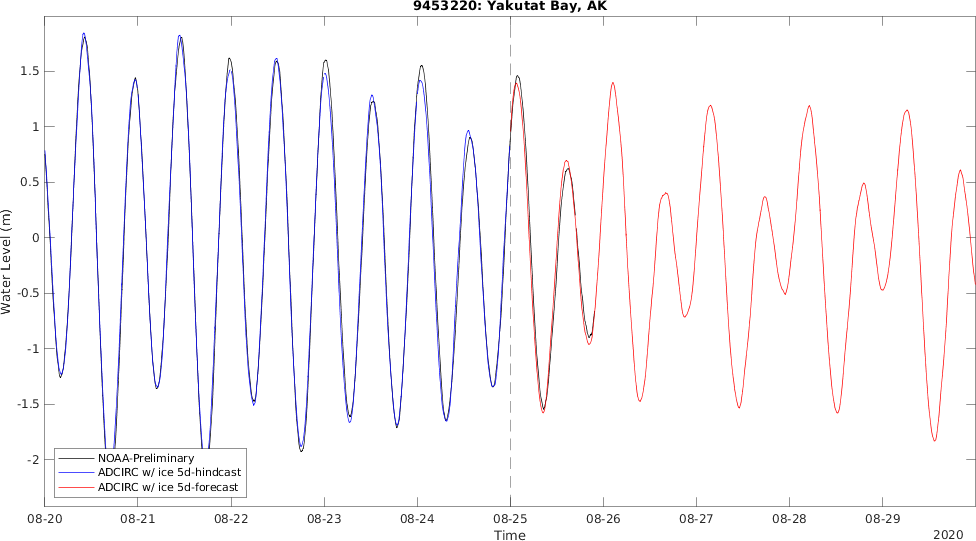 9453220: Yakutat Bay, AK
Water Level (m)
1.5
1
0.5
0
-0.5
-1
-1.5
-2
NOAA-Preliminary
ADCIRC w/ ice 5d-hindcast
ADCIRC w/ ice 5d-forecast
08-20 08-21 08-22 08-23 08-24 08-25 08-26 08-27 08-28 08-29
Time
2020